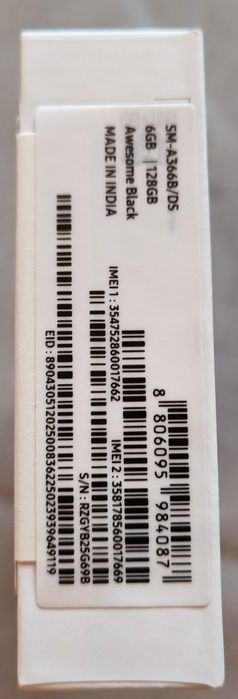 SM-A366B/DS
6GB | 128GB
Awesome Black
MADE IN INDIA
8 806095 984087
IMEI 1 : 354752860017662
IMEI 2 : 358178560017669
S/N : RZGYB25G69B
EID : 89043051202500836225023939649119